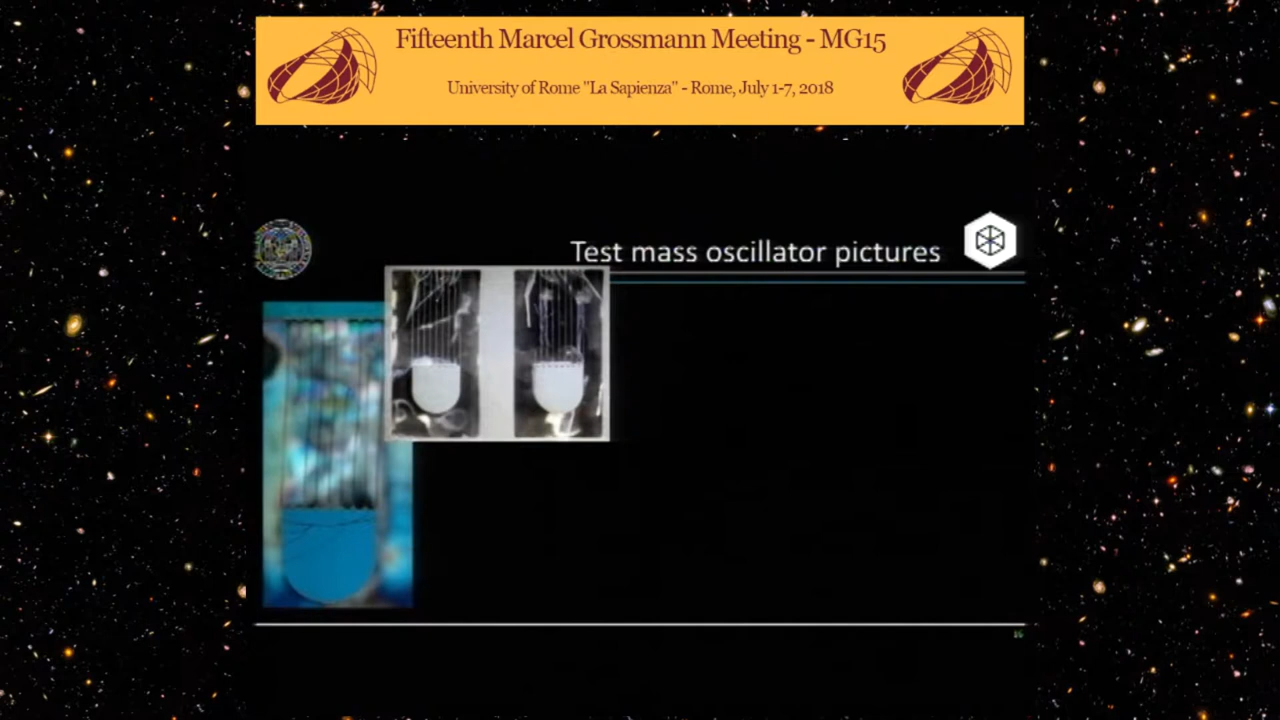 Fifteenth Marcel Grossmann Meeting - MG15
University of Rome "La Sapienza" - Rome, July 1-7, 2018
Test mass oscillator pictures